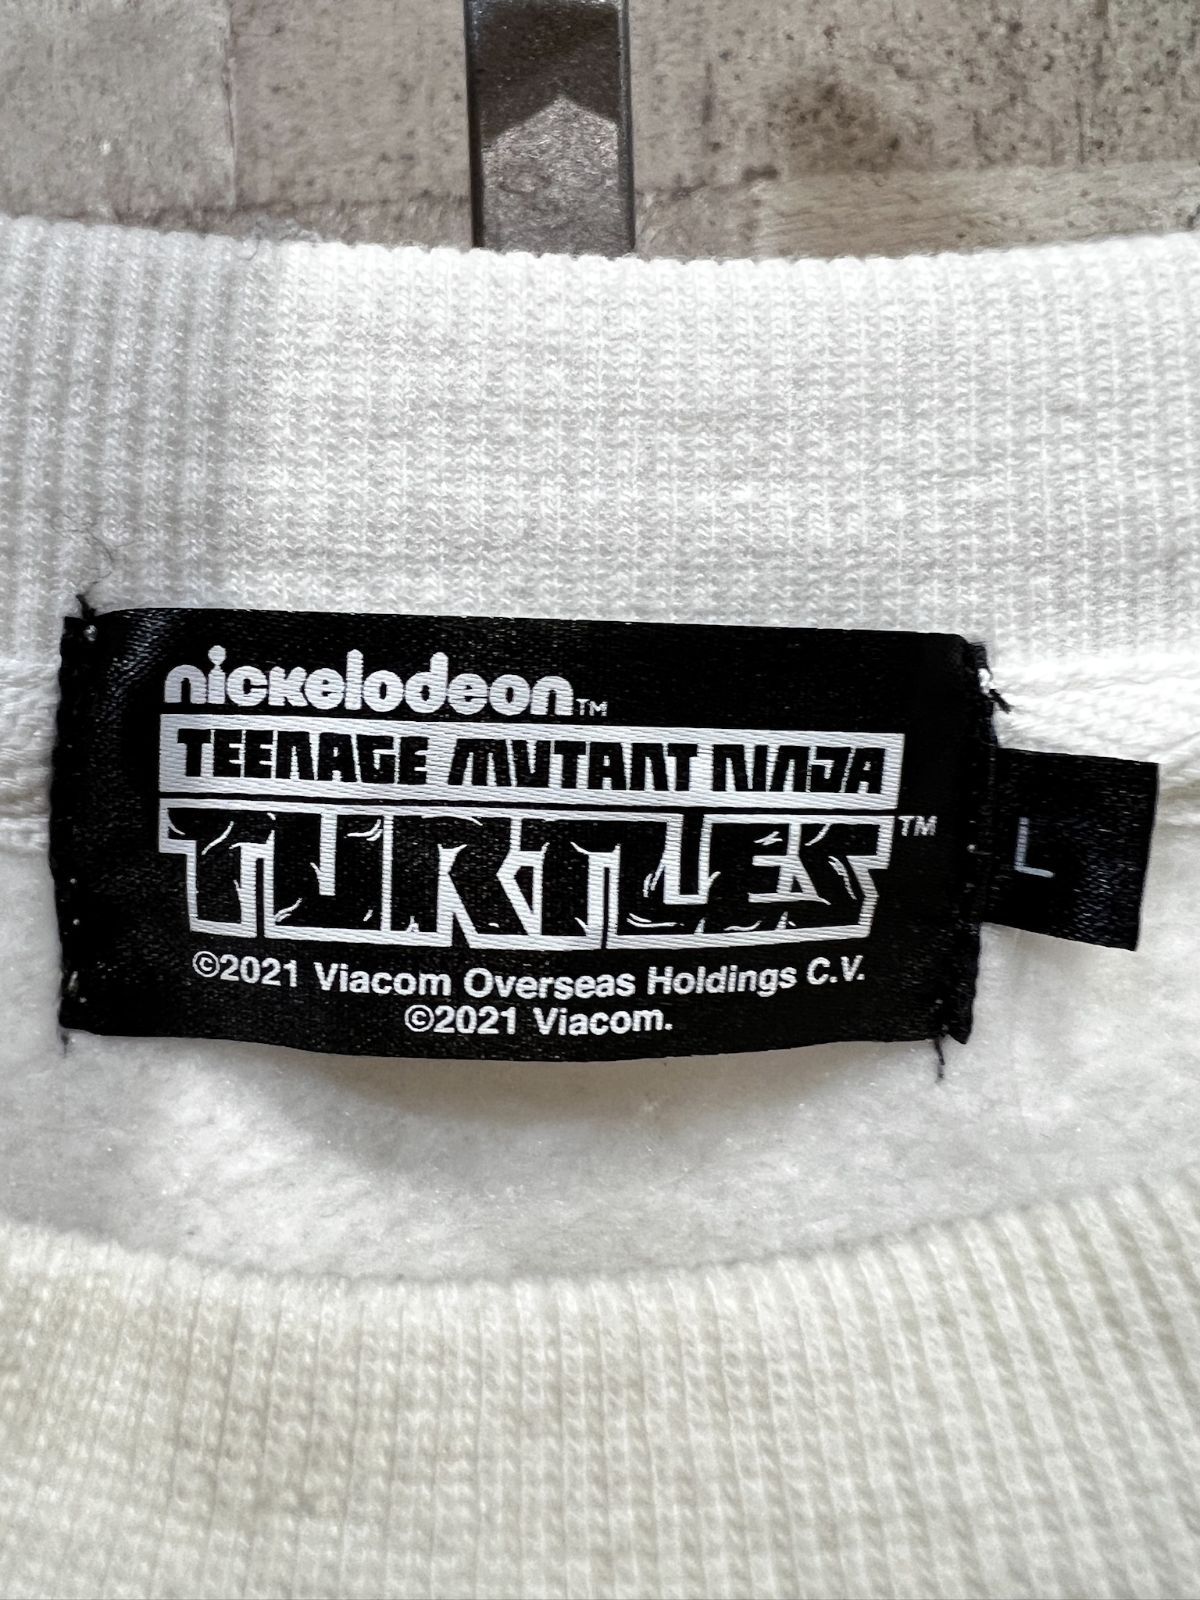 nickelodeon™
TEENAGE MUTANT NINJA
TURTLES™
©2021 Viacom Overseas Holdings C.V.
©2021 Viacom.
L